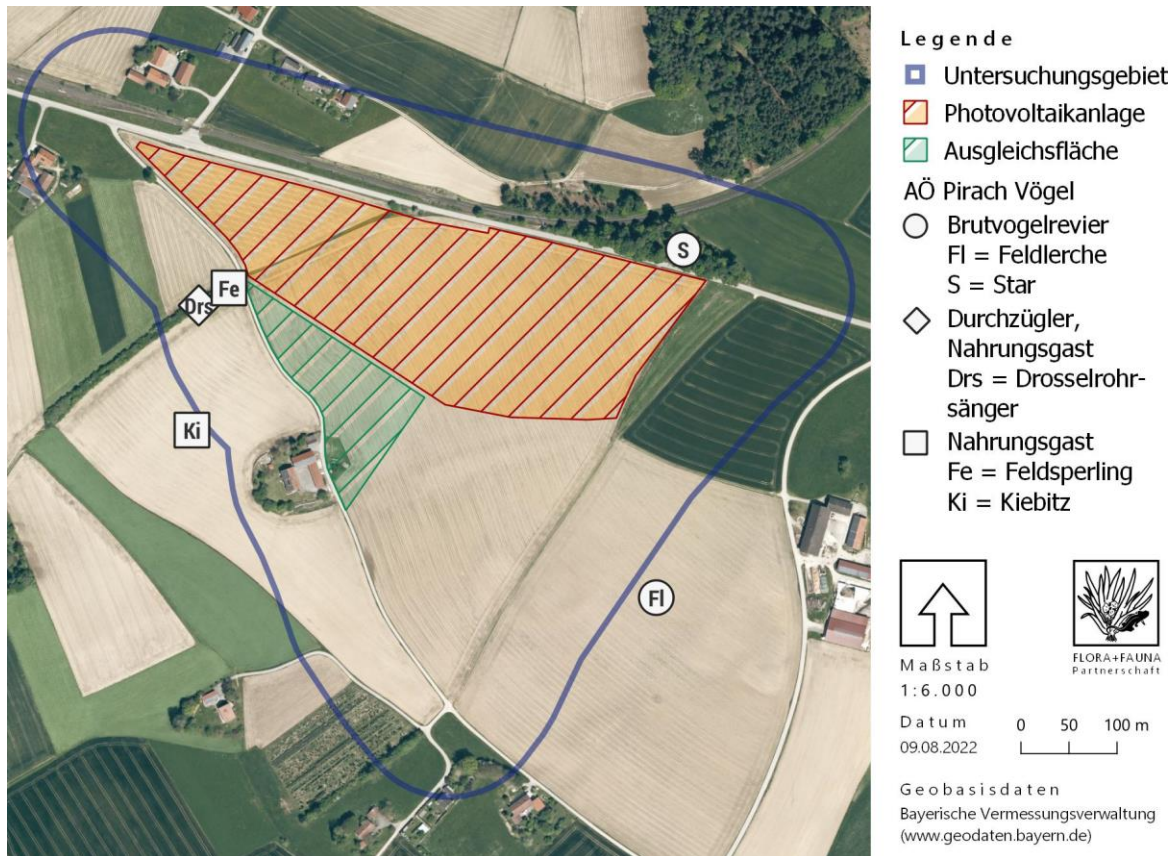 Legende
Untersuchungsgebiet
Photovoltaikanlage
Ausgleichsfläche
AÖ Pirach Vögel
Brutvogelrevier
Fl = Feldlerche
S = Star
Durchzügler,
Nahrungsgast
Drs = Drosselrohr-
sänger
Nahrungsgast
Fe = Feldsperling
Ki = Kiebitz
Maßstab
1:6.000
FLORA+FAUNA
Partnerschaft
Datum
09.08.2022
0 50 100 m
Geobasisdaten
Bayerische Vermessungsverwaltung
(www.geodaten.bayern.de)
S
Fe
Drs
Ki
Fl